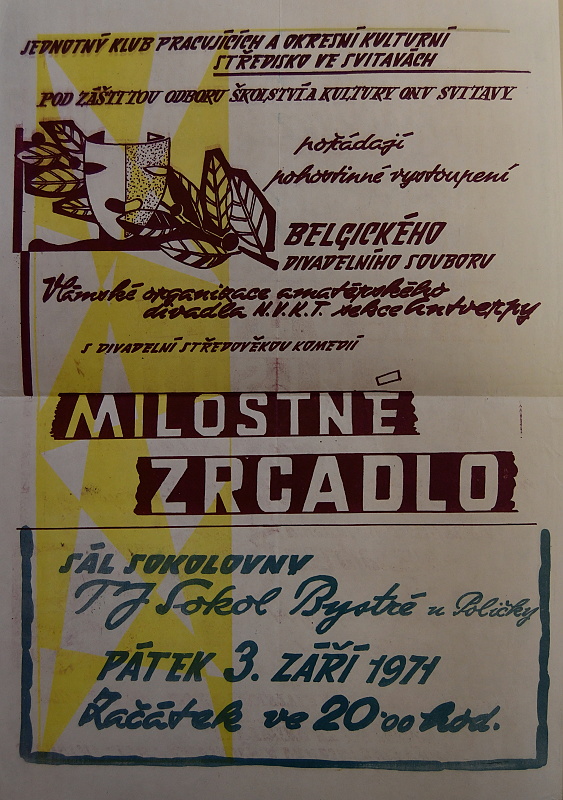 JEDNOTNÝ KLUB PRACUJÍCÍCH A OKRESNÍ KULTURNÍ
STŘEDISKO VE SVITAVÁCH
POD ZÁŠTITOU ODBORU ŠKOLSTVÍ A KULTURY ONV SVITAVY
pořádají
pohostinné vystoupení
BELGICKÉHO
DIVADELNÍHO SOUBORU
Vlámské organizace amatérského
divadla N.V.K.T. sekce Antverpy
S DIVADELNÍ STŘEDOVĚKOU KOMEDIÍ
MILOSTNÉ
ZRCADLO
SÁL SOKOLOVNY
TJ Sokol Bystré u Poličky
PÁTEK 3. ZÁŘÍ 1971
Začátek ve 20·00 hod.